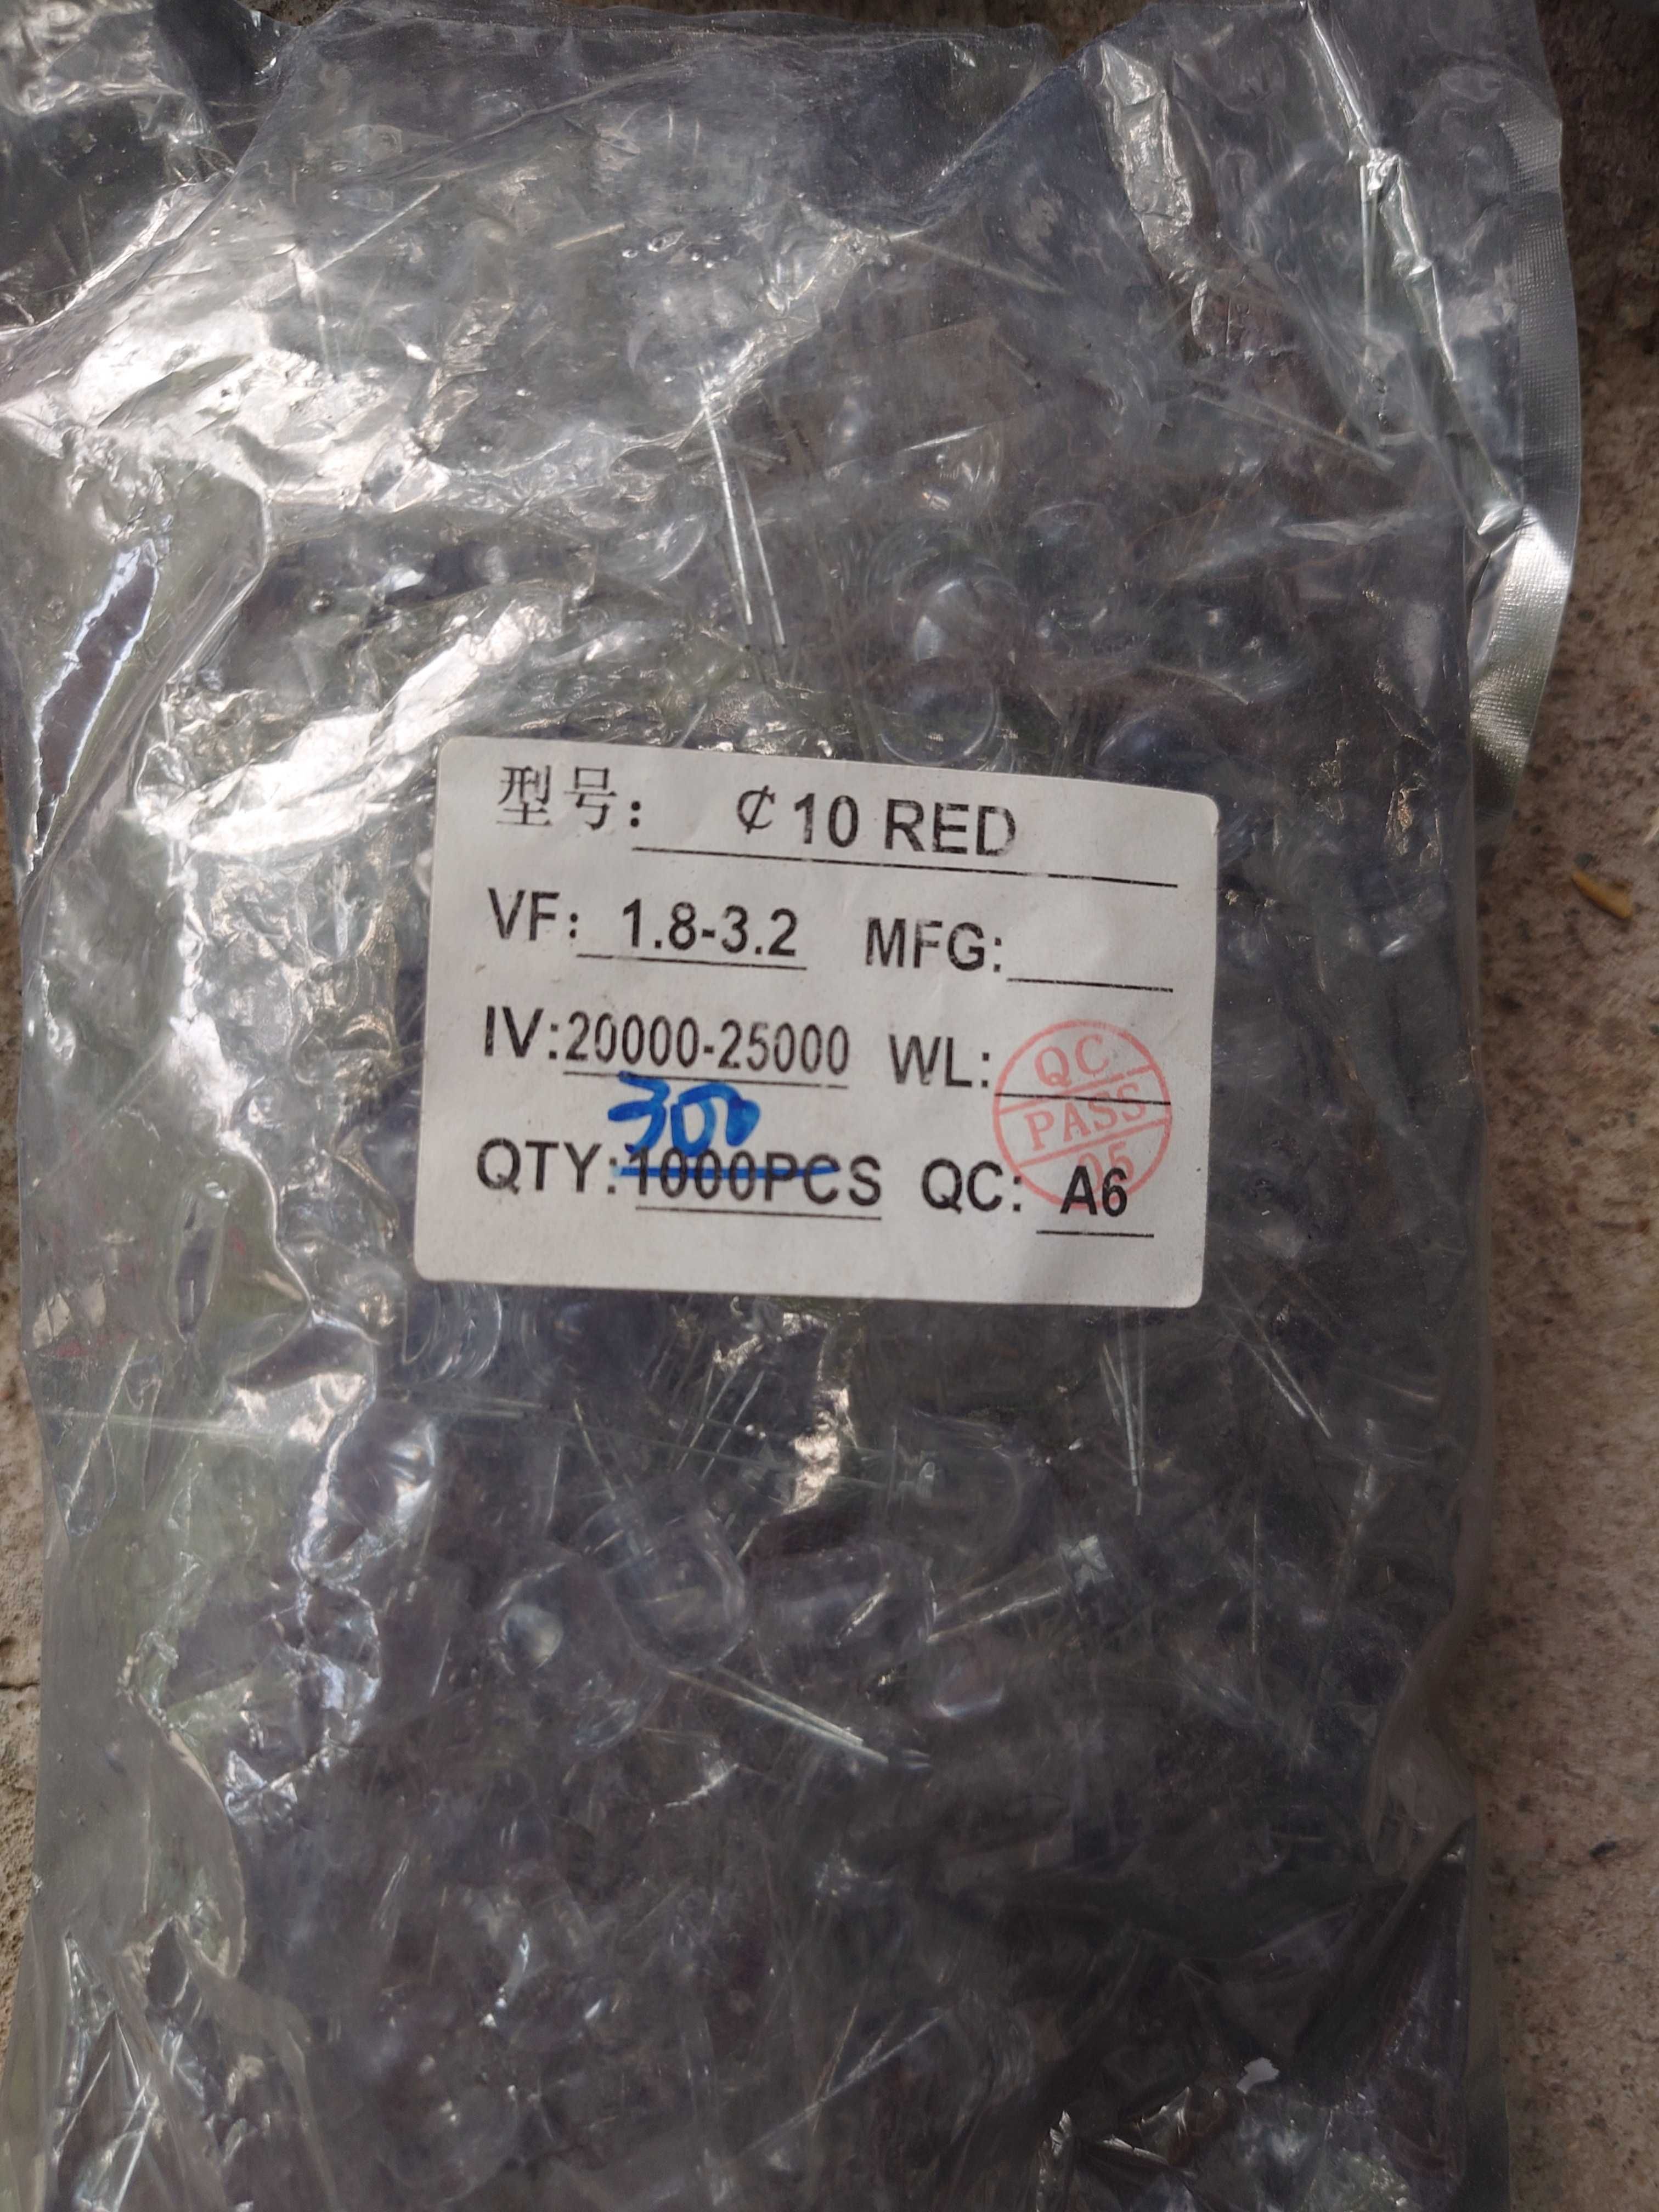 型号: ₵10 RED
VF: 1.8-3.2 MFG:
IV:20000-25000 WL:
QC
PASS
05
300
QTY:1000PCS QC: A6